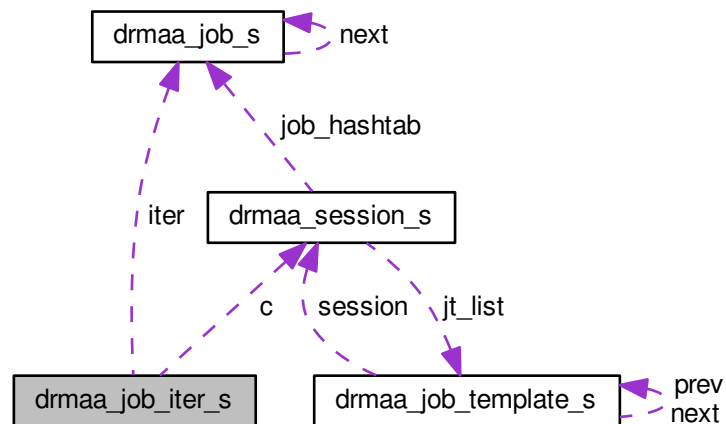 drmaa_job_s
next
job_hashtab
iter
drmaa_session_s
c
session
jt_list
drmaa_job_iter_s
drmaa_job_template_s
prev
next